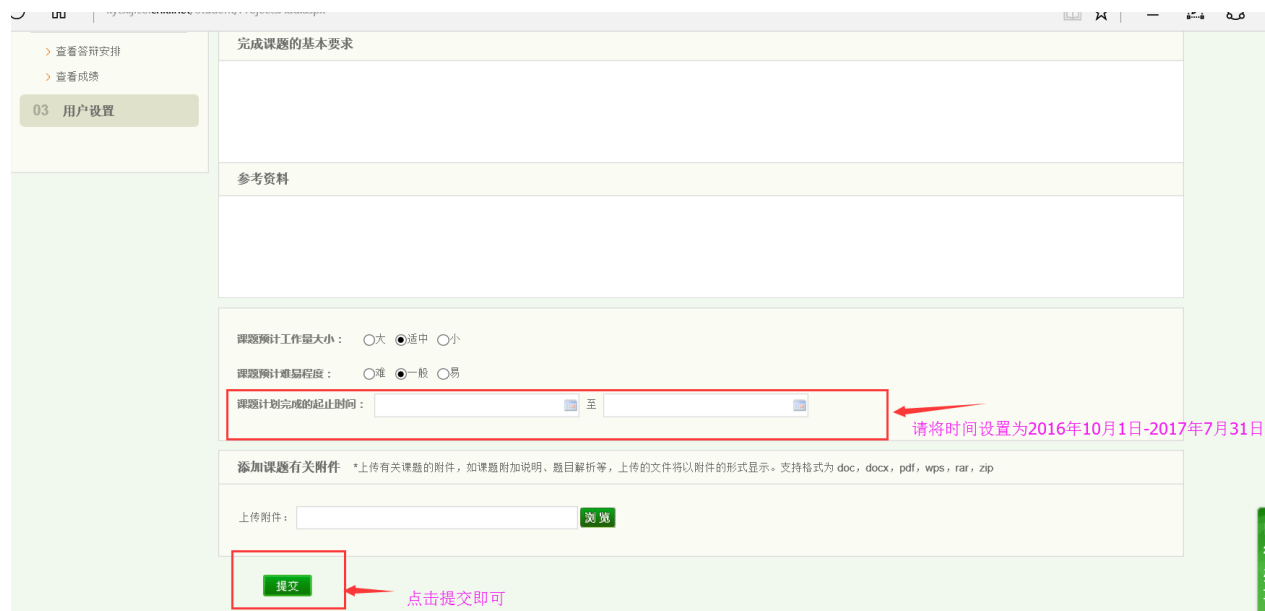 完成课题的基本要求
> 查看答辩安排
> 查看成绩
03 用户设置
参考资料
课题预计工作量大小： 大 适中 小
课题预计难易程度： 难 一般 易
课题计划完成的起止时间： 至
请将时间设置为2016年10月1日-2017年7月31日
添加课题有关附件 *上传有关课题的附件，如课题附加说明、题目解析等，上传的文件将以附件的形式显示。支持格式为 doc，docx，pdf，wps，rar，zip
上传附件： 浏览
提交
点击提交即可